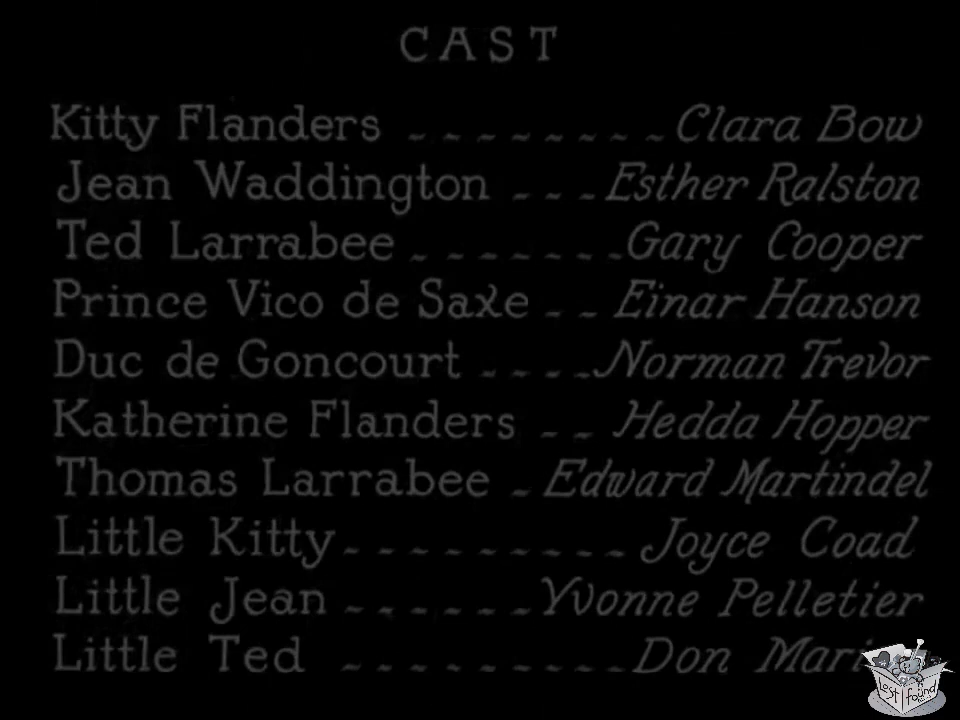 CAST
Kitty Flanders - - - - - - - - Clara Bow
Jean Waddington - - - Esther Ralston
Ted Larrabee - - - - - - - Gary Cooper
Prince Vico de Saxe - - Einar Hanson
Duc de Goncourt - - - - Norman Trevor
Katherine Flanders - - Hedda Hopper
Thomas Larrabee - Edward Martindel
Little Kitty - - - - - - - - - Joyce Coad
Little Jean - - - - - - Yvonne Pelletier
Little Ted - - - - - - - - - Don
Lost found